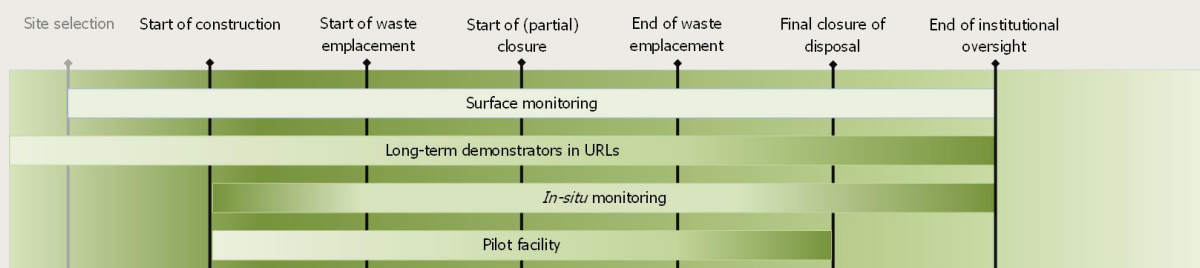 Site selection
Start of construction
Start of waste
emplacement
Start of (partial)
closure
End of waste
emplacement
Final closure of
disposal
End of institutional
oversight
Surface monitoring
Long-term demonstrators in URLs
In-situ monitoring
Pilot facility